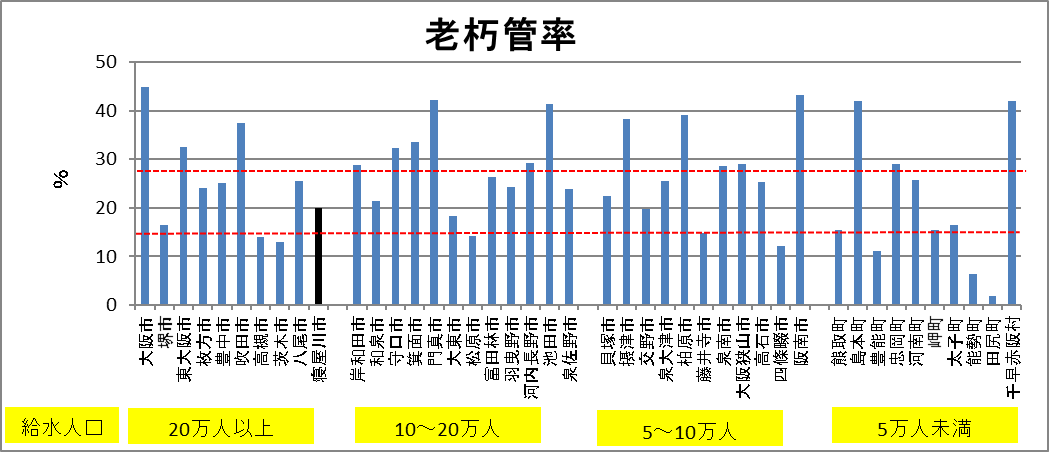 老朽管率
50
40
30
20
10
0
%
大阪市
堺市
東大阪市
枚方市
豊中市
吹田市
高槻市
茨木市
八尾市
寝屋川市
岸和田市
和泉市
守口市
箕面市
門真市
大東市
松原市
富田林市
羽曳野市
河内長野市
池田市
泉佐野市
貝塚市
摂津市
交野市
泉大津市
柏原市
藤井寺市
泉南市
大阪狭山市
高石市
四條畷市
阪南市
熊取町
島本町
豊能町
忠岡町
河南町
岬町
太子町
能勢町
田尻町
千早赤阪村
給水人口
20万人以上
10～20万人
5～10万人
5万人未満